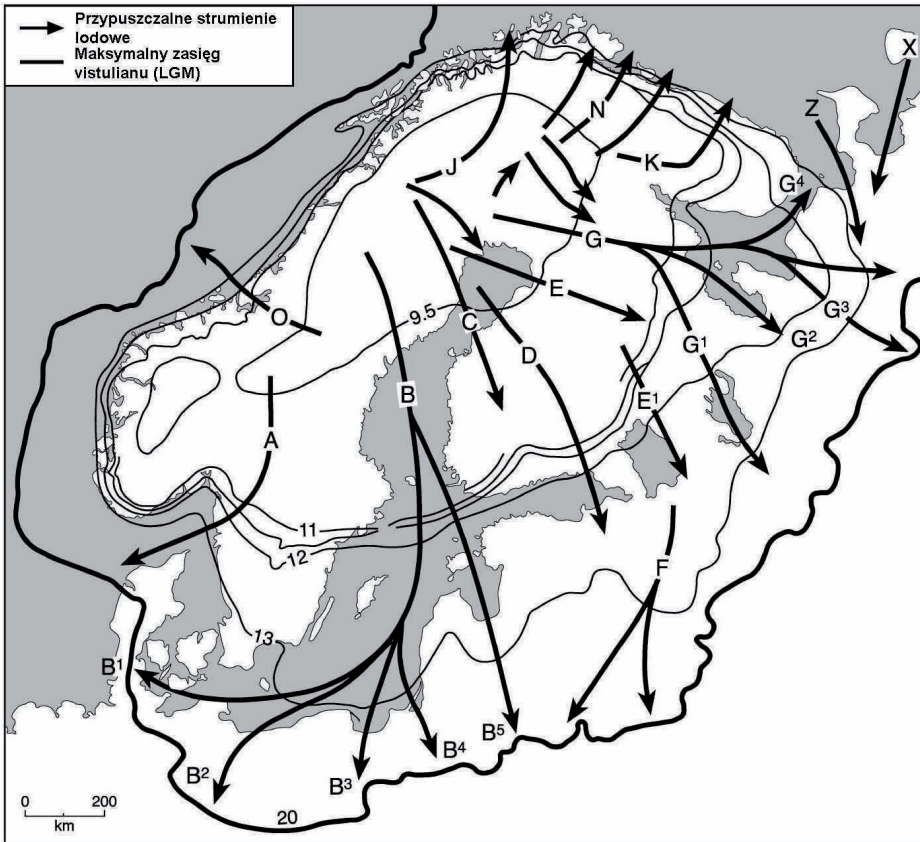 Przypuszczalne strumienie
lodowe
Maksymalny zasięg
vistulianu (LGM)
X
Z
N
J
K
G⁴
G
E
O
C
9.5
G³
D
G¹
G²
B
E¹
A
11
12
F
13
B¹
B⁵
B⁴
B²
B³
20
0 200
km